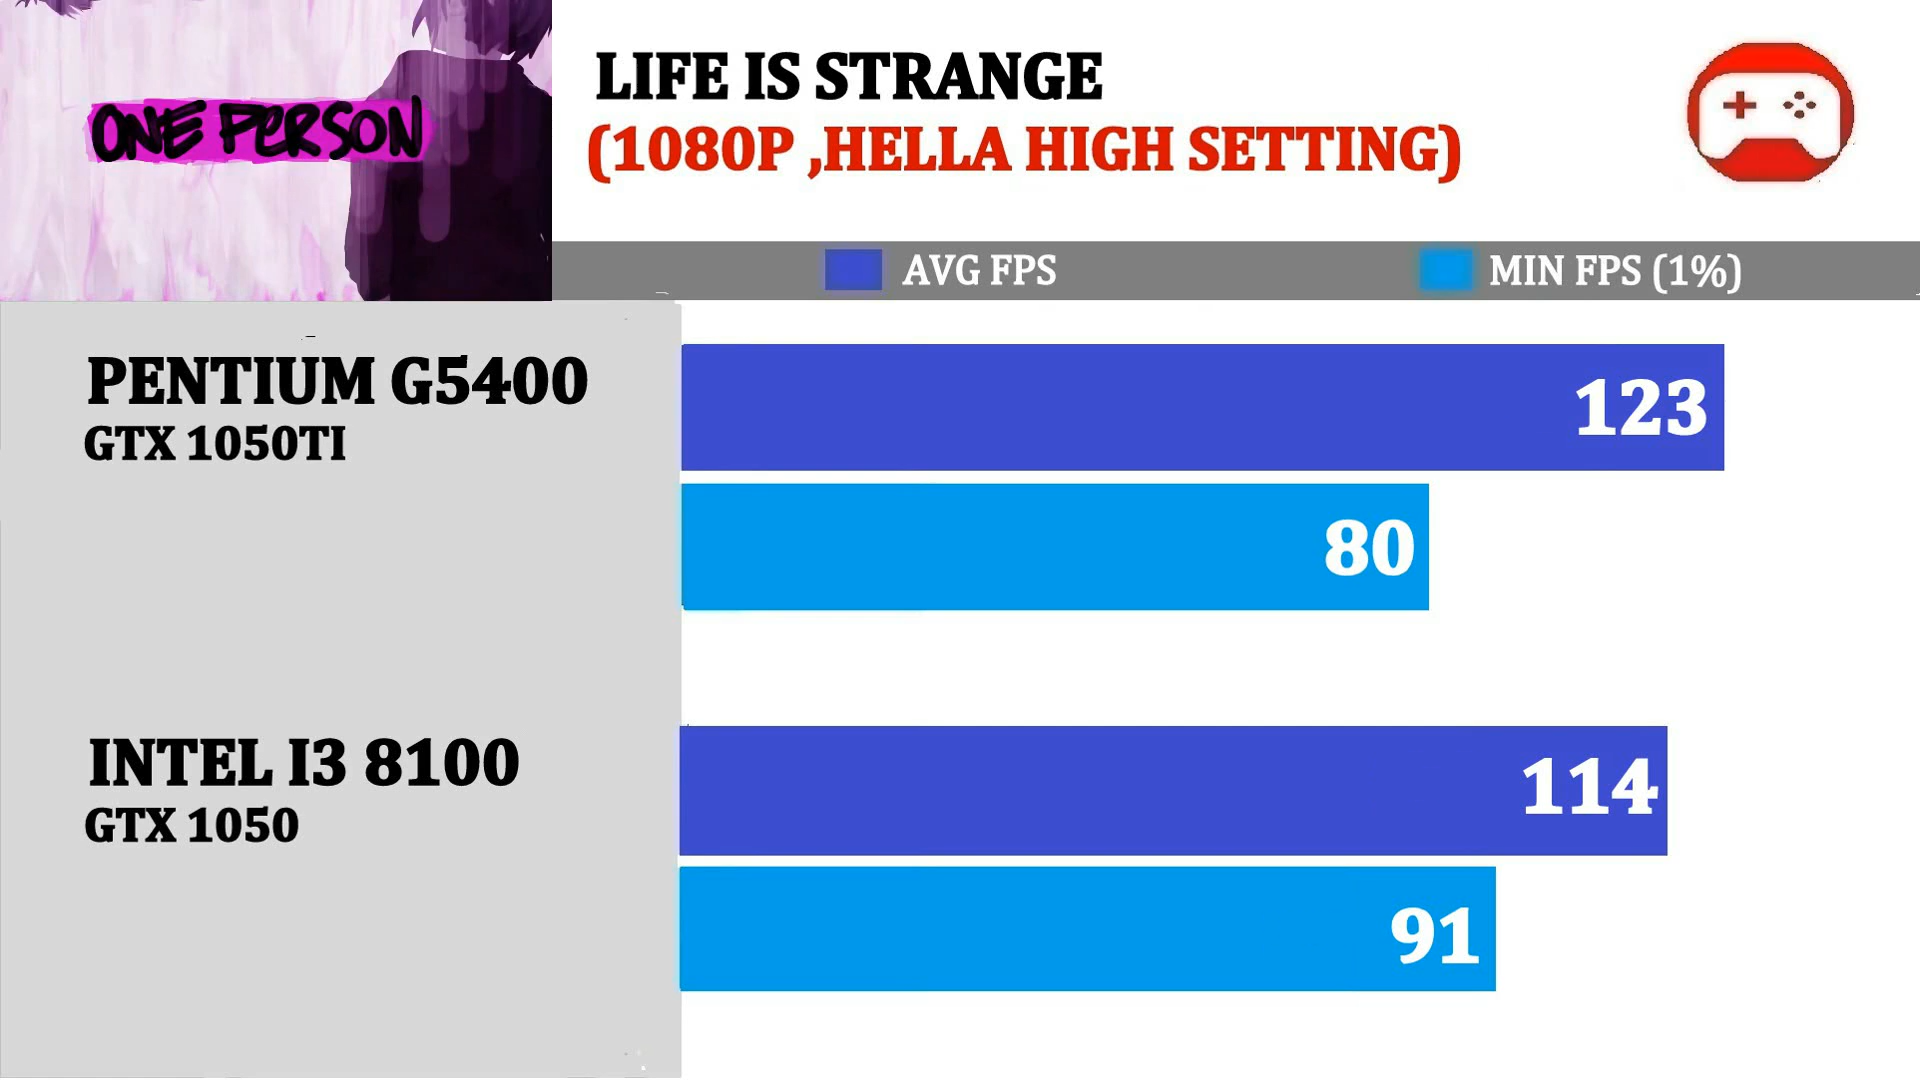 ONE PERSON
LIFE IS STRANGE
(1080P ,HELLA HIGH SETTING)
AVG FPS
MIN FPS (1%)
PENTIUM G5400
GTX 1050TI
123
80
INTEL I3 8100
GTX 1050
114
91